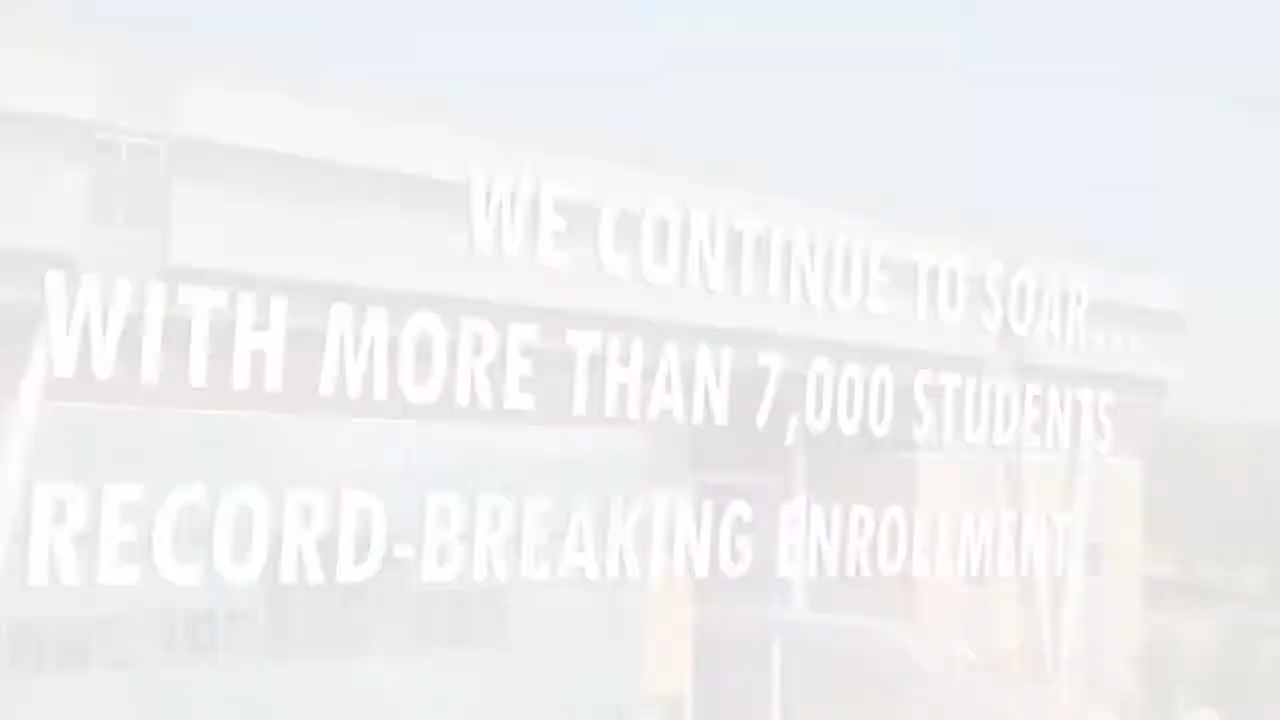 WE CONTINUE TO SOAR....
WITH MORE THAN 7,000 STUDENTS
RECORD-BREAKING ENROLLMENT